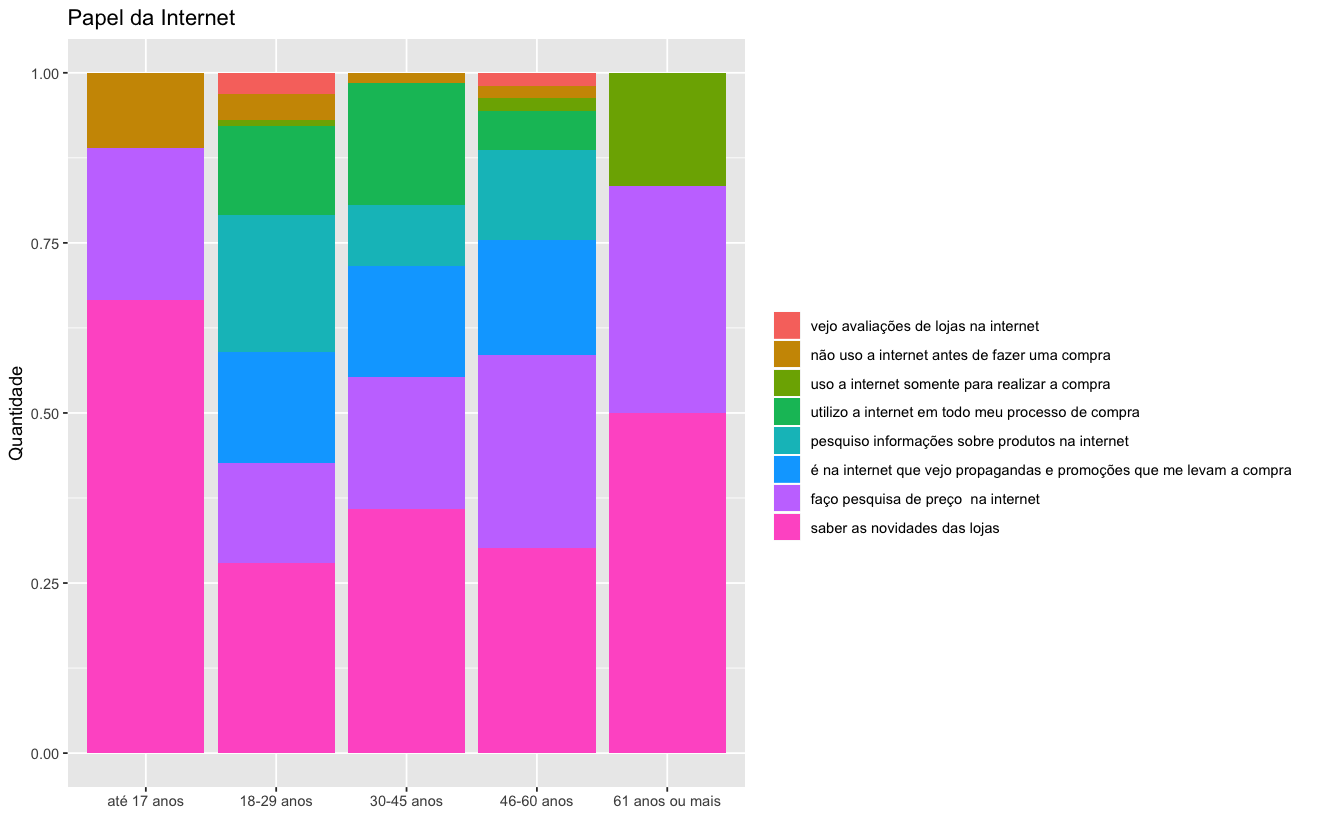 Papel da Internet
Quantidade
1.00
0.75
0.50
0.25
0.00
até 17 anos
18-29 anos
30-45 anos
46-60 anos
61 anos ou mais
vejo avaliações de lojas na internet
não uso a internet antes de fazer uma compra
uso a internet somente para realizar a compra
utilizo a internet em todo meu processo de compra
pesquiso informações sobre produtos na internet
é na internet que vejo propagandas e promoções que me levam a compra
faço pesquisa de preço  na internet
saber as novidades das lojas